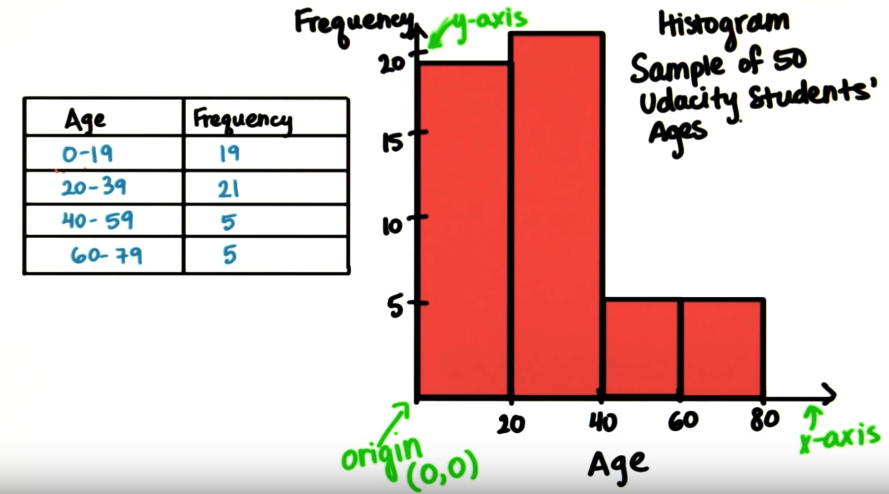 Frequency
y-axis
Histogram
Sample of 50
Udacity Students'
Ages
Age Frequency
0-19 19
20-39 21
40-59 5
60-79 5
20
15
10
5
20 40 60 80
origin
(0,0)
Age
x-axis